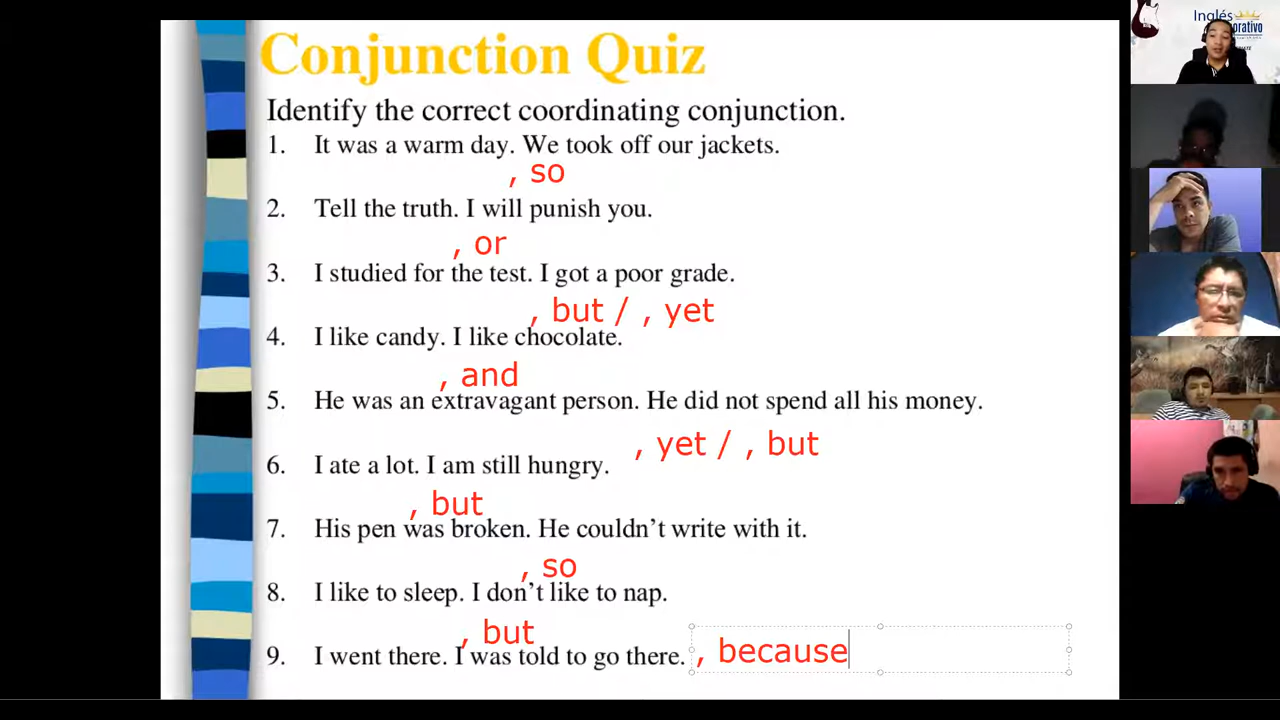 Conjunction Quiz
Identify the correct coordinating conjunction.
1. It was a warm day. We took off our jackets.
, so
2. Tell the truth. I will punish you.
, or
3. I studied for the test. I got a poor grade.
, but / , yet
4. I like candy. I like chocolate.
, and
5. He was an extravagant person. He did not spend all his money.
, yet / , but
6. I ate a lot. I am still hungry.
, but
7. His pen was broken. He couldn't write with it.
, so
8. I like to sleep. I don't like to nap.
, but
9. I went there. I was told to go there. , because
Inglés